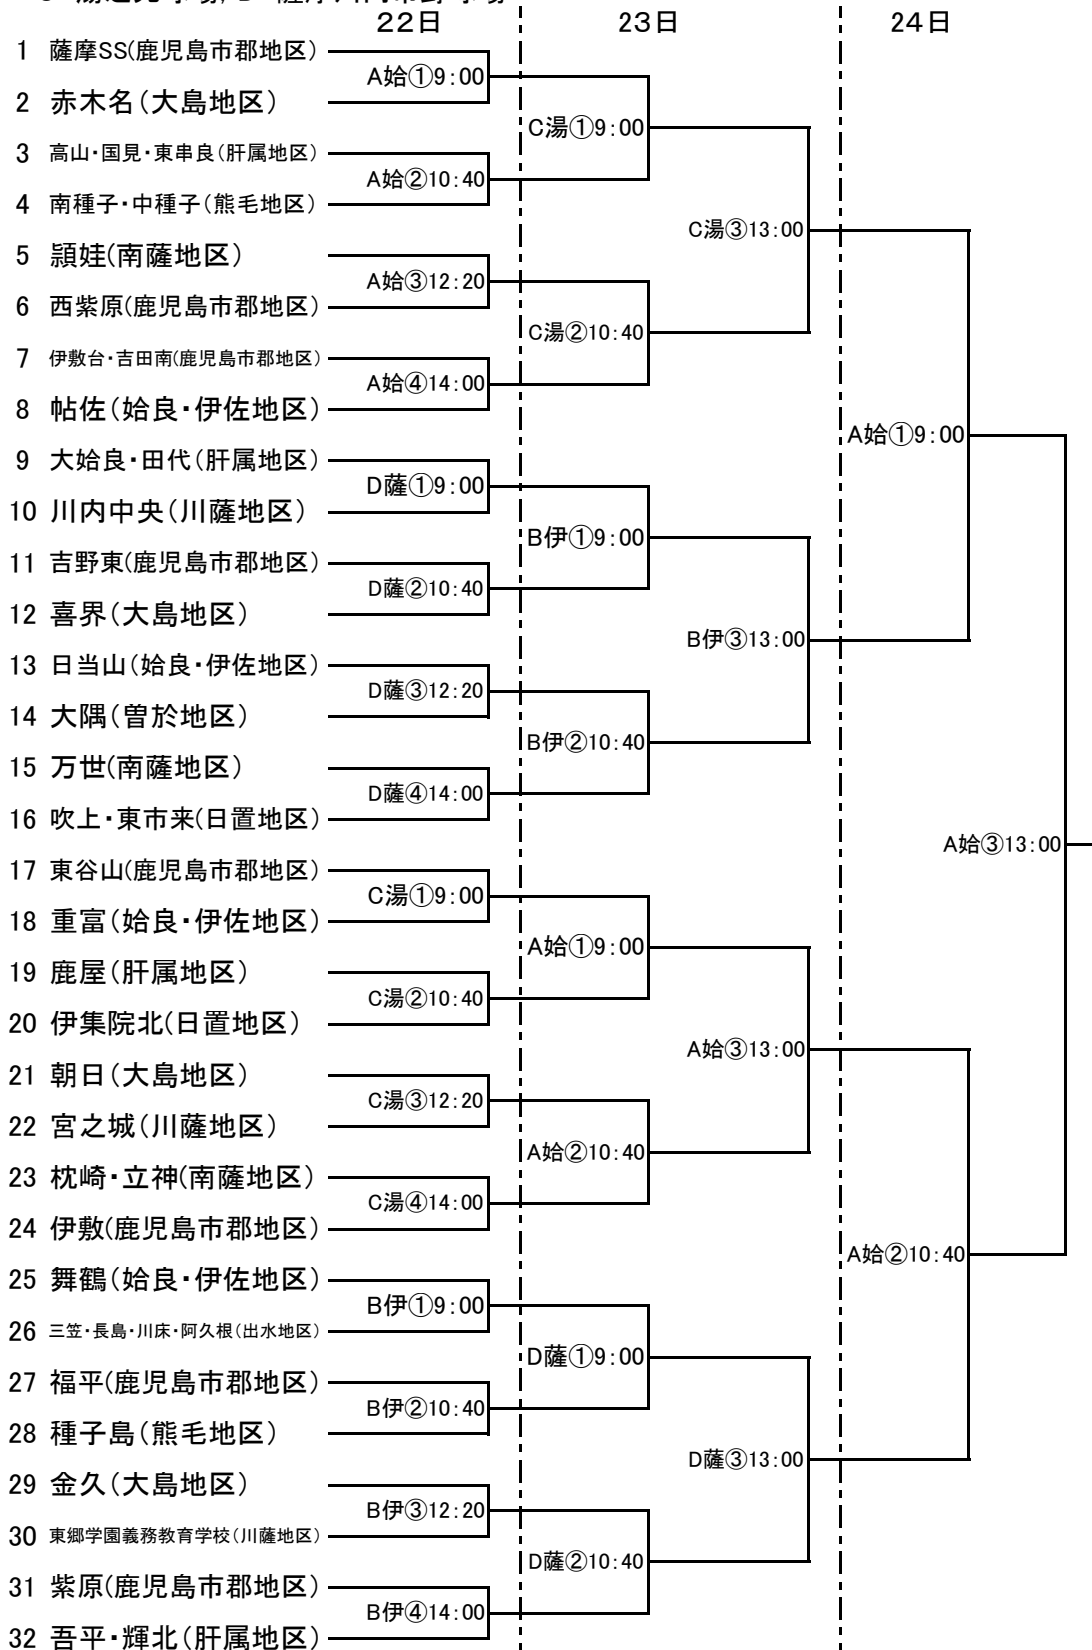 22日 23日 24日
1 薩摩SS(鹿児島市郡地区)
A姶①9:00
2 赤木名(大島地区)
C湯①9:00
3 高山・国見・東串良(肝属地区)
A姶②10:40
4 南種子・中種子(熊毛地区)
C湯③13:00
5 頴娃(南薩地区)
A姶③12:20
6 西紫原(鹿児島市郡地区)
C湯②10:40
7 伊敷台・吉田南(鹿児島市郡地区)
A姶④14:00
8 帖佐(姶良・伊佐地区)
A姶①9:00
9 大姶良・田代(肝属地区)
D薩①9:00
10 川内中央(川薩地区)
B伊①9:00
11 吉野東(鹿児島市郡地区)
D薩②10:40
12 喜界(大島地区)
B伊③13:00
13 日当山(姶良・伊佐地区)
D薩③12:20
14 大隅(曽於地区)
B伊②10:40
15 万世(南薩地区)
D薩④14:00
16 吹上・東市来(日置地区)
A姶③13:00
17 東谷山(鹿児島市郡地区)
C湯①9:00
18 重富(姶良・伊佐地区)
A姶①9:00
19 鹿屋(肝属地区)
C湯②10:40
20 伊集院北(日置地区)
A姶③13:00
21 朝日(大島地区)
C湯③12:20
22 宮之城(川薩地区)
A姶②10:40
23 枕崎・立神(南薩地区)
C湯④14:00
24 伊敷(鹿児島市郡地区)
A姶②10:40
25 舞鶴(姶良・伊佐地区)
B伊①9:00
26 三笠・長島・川床・阿久根(出水地区)
D薩①9:00
27 福平(鹿児島市郡地区)
B伊②10:40
28 種子島(熊毛地区)
D薩③13:00
29 金久(大島地区)
B伊③12:20
30 東郷学園義務教育学校(川薩地区)
D薩②10:40
31 紫原(鹿児島市郡地区)
B伊④14:00
32 吾平・輝北(肝属地区)